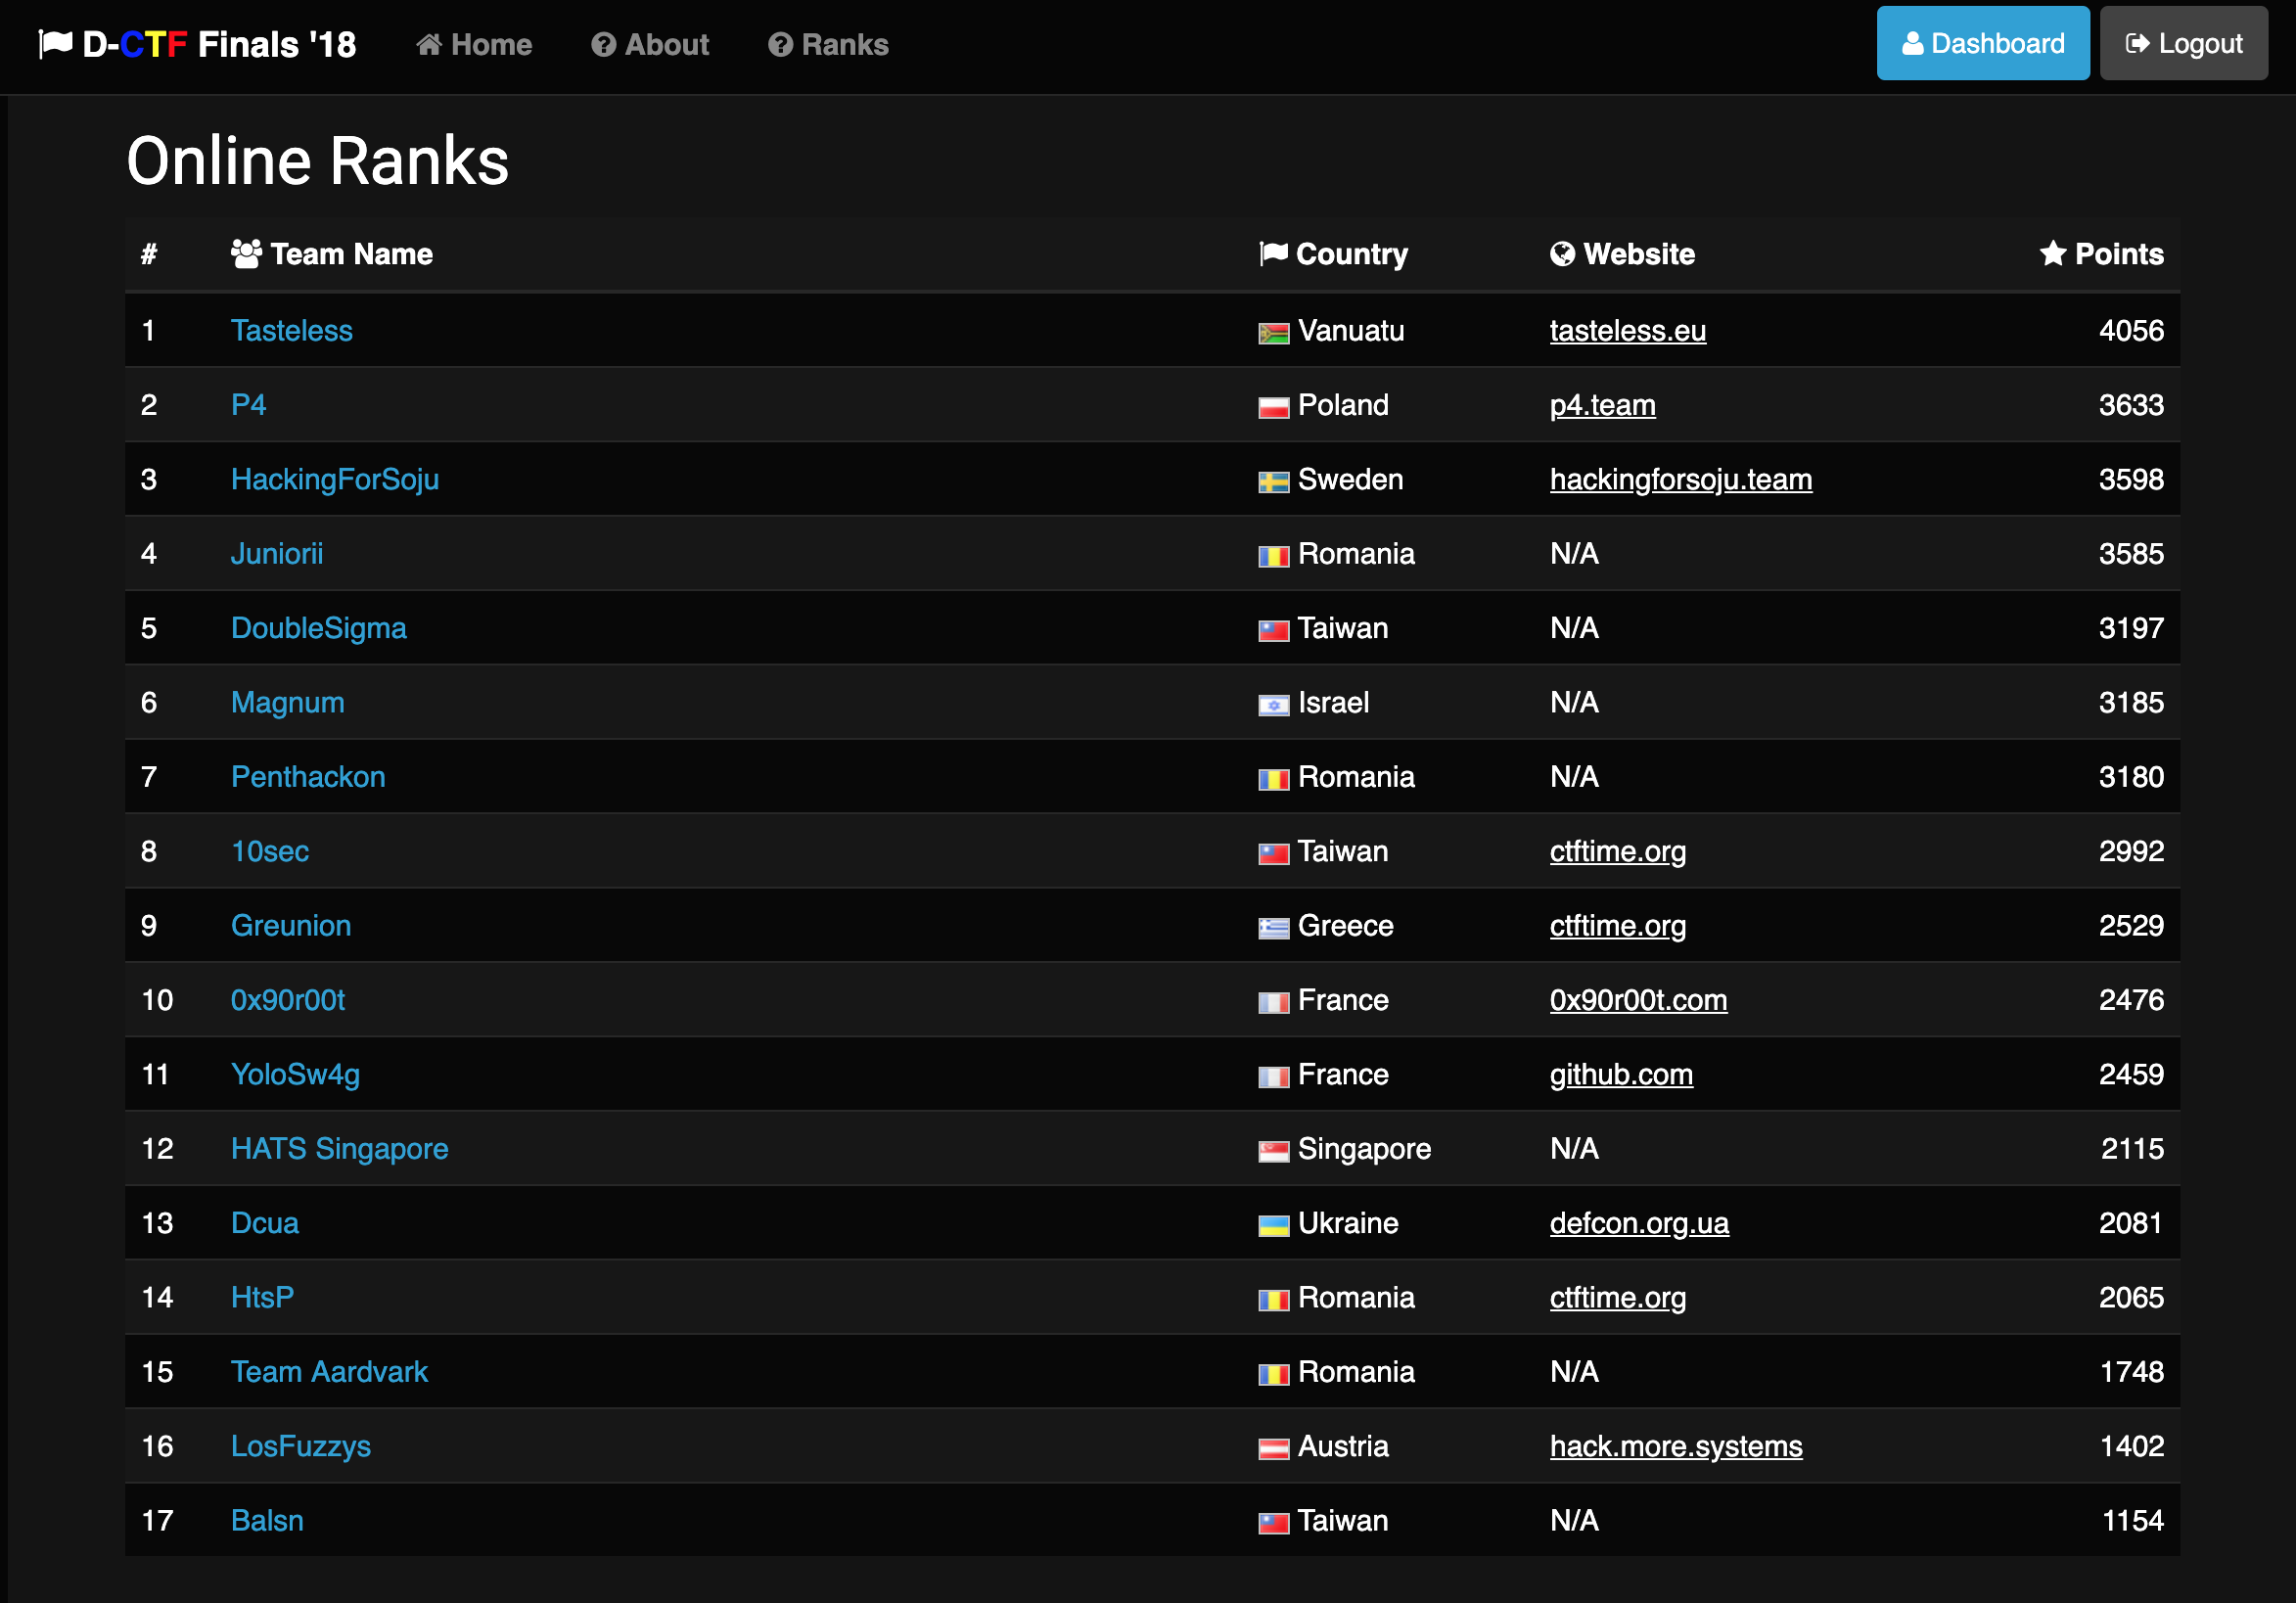 D-CTF Finals '18 Home About Ranks Dashboard Logout
Online Ranks
# Team Name Country Website Points
1 Tasteless Vanuatu tasteless.eu 4056
2 P4 Poland p4.team 3633
3 HackingForSoju Sweden hackingforsoju.team 3598
4 Juniorii Romania N/A 3585
5 DoubleSigma Taiwan N/A 3197
6 Magnum Israel N/A 3185
7 Penthackon Romania N/A 3180
8 10sec Taiwan ctftime.org 2992
9 Greunion Greece ctftime.org 2529
10 0x90r00t France 0x90r00t.com 2476
11 YoloSw4g France github.com 2459
12 HATS Singapore Singapore N/A 2115
13 Dcua Ukraine defcon.org.ua 2081
14 HtsP Romania ctftime.org 2065
15 Team Aardvark Romania N/A 1748
16 LosFuzzys Austria hack.more.systems 1402
17 Balsn Taiwan N/A 1154